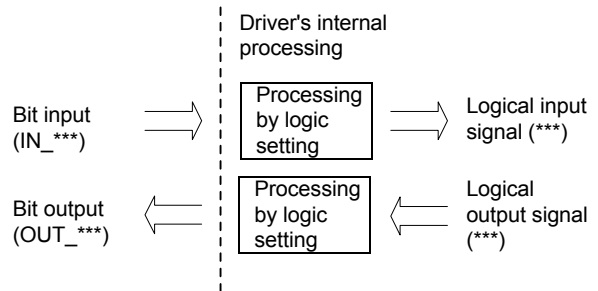 Driver's internal
processing
Bit input
(IN_***)
Processing
by logic
setting
Logical input
signal (***)
Bit output
(OUT_***)
Processing
by logic
setting
Logical
output signal
(***)